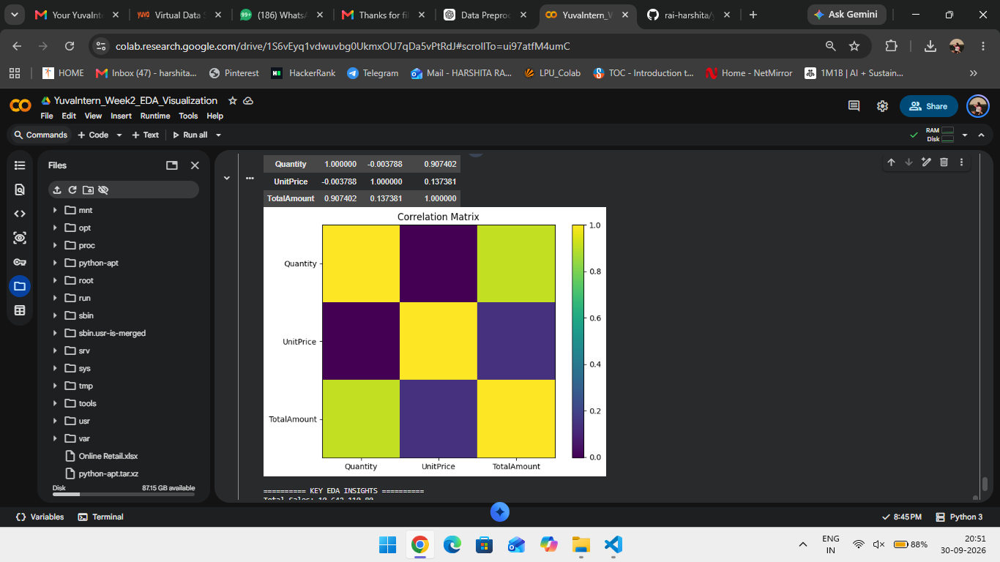 Your YuvaInte
Virtual Data S
(186) WhatsA
Thanks for fil
Data Preproc
YuvaIntern_W
rai-harshita/y
Ask Gemini
colab.research.google.com/drive/1S6vEyq1vdwuvbg0UkmxOU7qDa5vPtRdJ#scrollTo=ui97atfM4umC
HOME
Inbox (47) - harshita...
Pinterest
HackerRank
Telegram
Mail - HARSHITA RA...
LPU_Colab
TOC - Introduction t...
Home - NetMirror
1M1B | AI + Sustain...
YuvaIntern_Week2_EDA_Visualization
File Edit View Insert Runtime Tools Help
Share
Commands + Code + Text Run all
RAM
Disk
Files
mnt
opt
proc
python-apt
root
run
sbin
sbin.usr-is-merged
srv
sys
tmp
tools
usr
var
Online Retail.xlsx
python-apt.tar.xz
Disk 87.15 GB available
Quantity 1.000000 -0.003788 0.907402
UnitPrice -0.003788 1.000000 0.137381
TotalAmount 0.907402 0.137381 1.000000
Correlation Matrix
Quantity
UnitPrice
TotalAmount
Quantity UnitPrice TotalAmount
1.0
0.8
0.6
0.4
0.2
0.0
========== KEY EDA INSIGHTS ==========
Total Sales: 10,642,110.80
Variables Terminal
8:45 PM Python 3
ENG
IN
88%
20:51
30-09-2026